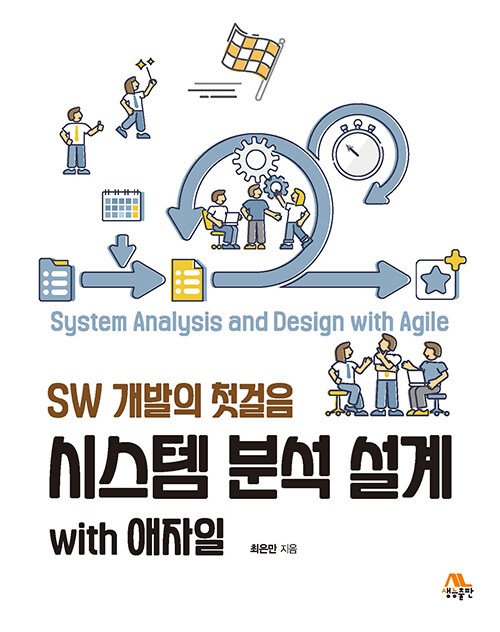 System Analysis and Design with Agile
SW 개발의 첫걸음
시스템 분석 설계
with 애자일
최은만 지음
생능출판